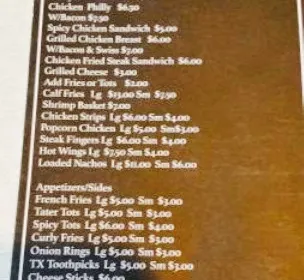 Chicken Philly $6.50
W/Bacon $7.50
Spicy Chicken Sandwich $5.00
Grilled Chicken Breast $6.00
W/Bacon & Swiss $7.00
Chicken Fried Steak Sandwich $6.00
Grilled Cheese $3.00
Add Fries or Tots $2.00
Calf Fries Lg $13.00 Sm $7.50
Shrimp Basket $7.00
Chicken Strips Lg $6.00 Sm $4.00
Popcorn Chicken Lg $5.00 Sm$3.00
Steak Fingers Lg $6.00 Sm $4.00
Hot Wings Lg $7.50 Sm $4.00
Loaded Nachos Lg $11.00 Sm $6.00
Appetizers/Sides
French Fries Lg $5.00 Sm $3.00
Tater Tots Lg $5.00 Sm $3.00
Spicy Tots Lg $6.00 Sm $4.00
Curly Fries Lg $5.00 Sm $3.00
Onion Rings Lg $5.00 Sm $3.00
TX Toothpicks Lg $5.00 Sm $3.00
Cheese Sticks $6.00